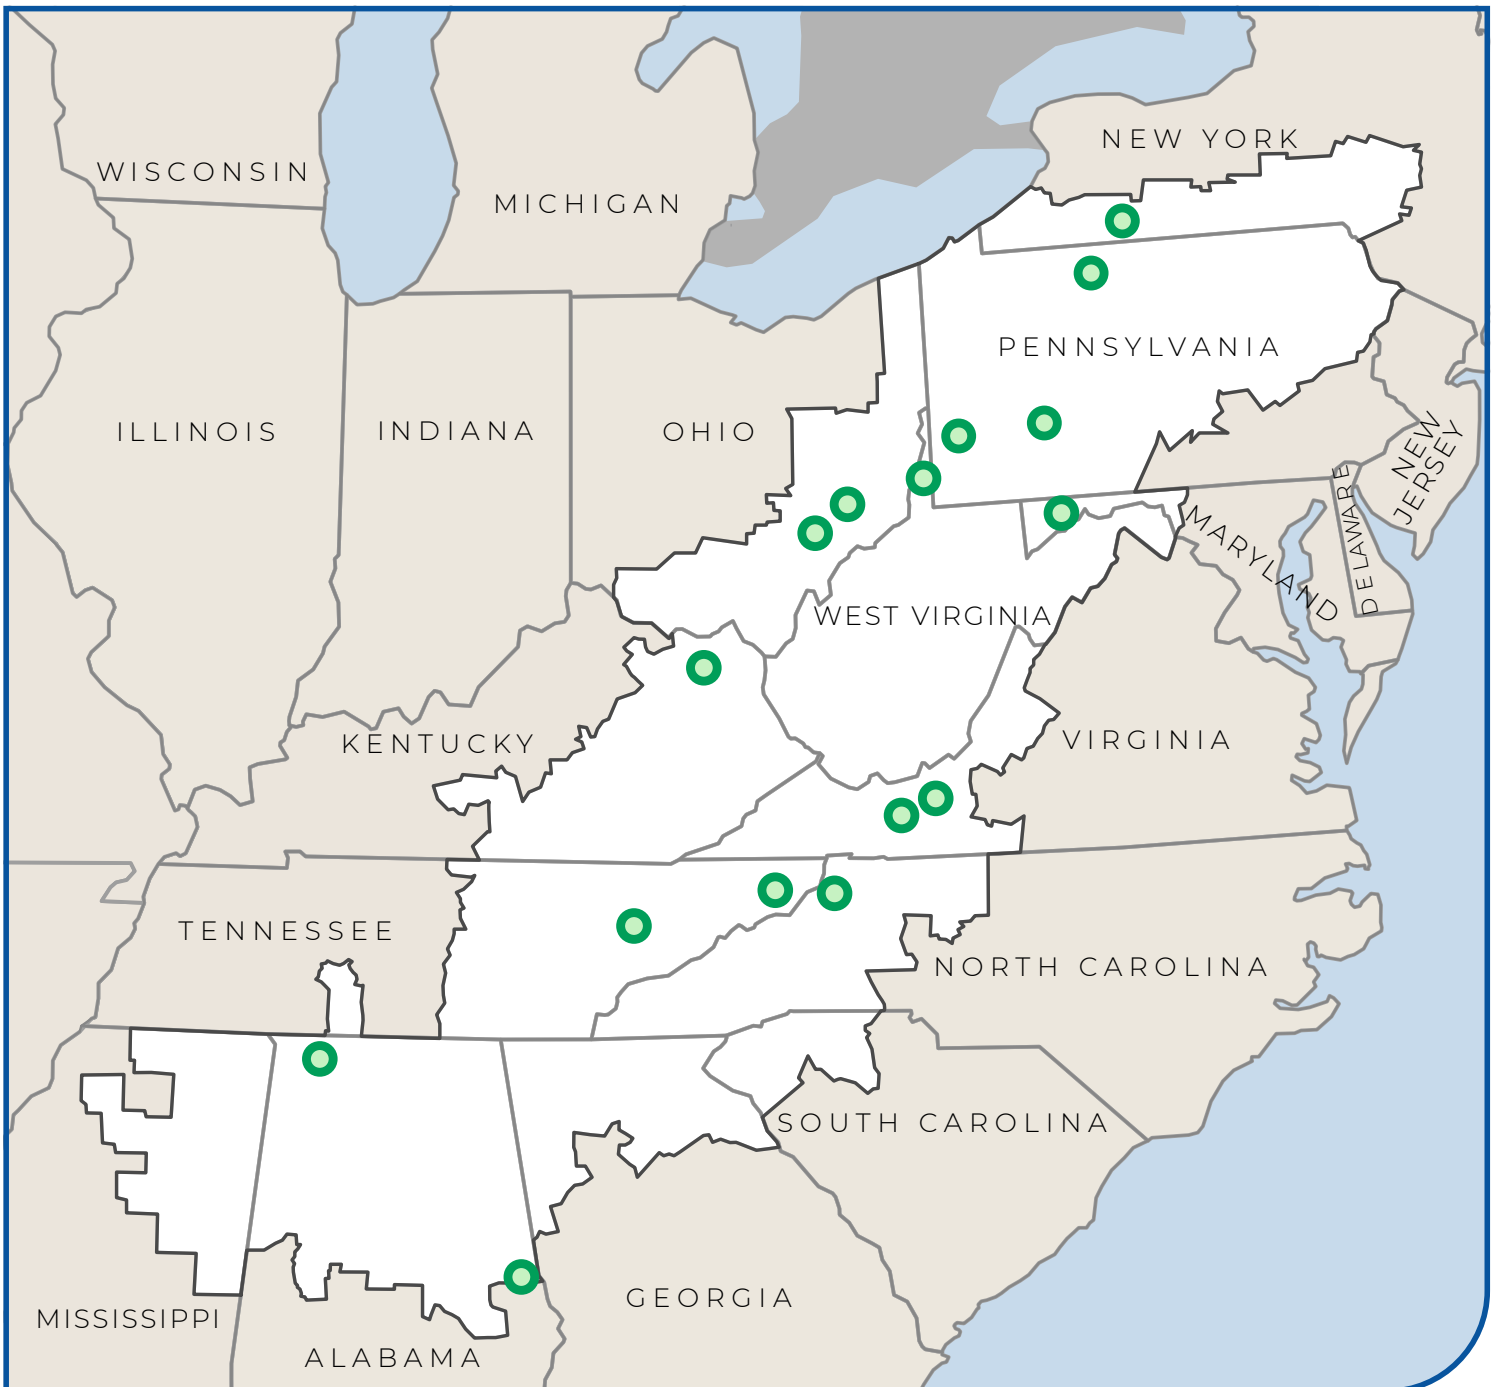 NEW YORK
WISCONSIN
MICHIGAN
PENNSYLVANIA
ILLINOIS
INDIANA
OHIO
NEW
JERSEY
DELAWARE
MARYLAND
WEST VIRGINIA
KENTUCKY
VIRGINIA
TENNESSEE
NORTH CAROLINA
SOUTH CAROLINA
GEORGIA
MISSISSIPPI
ALABAMA